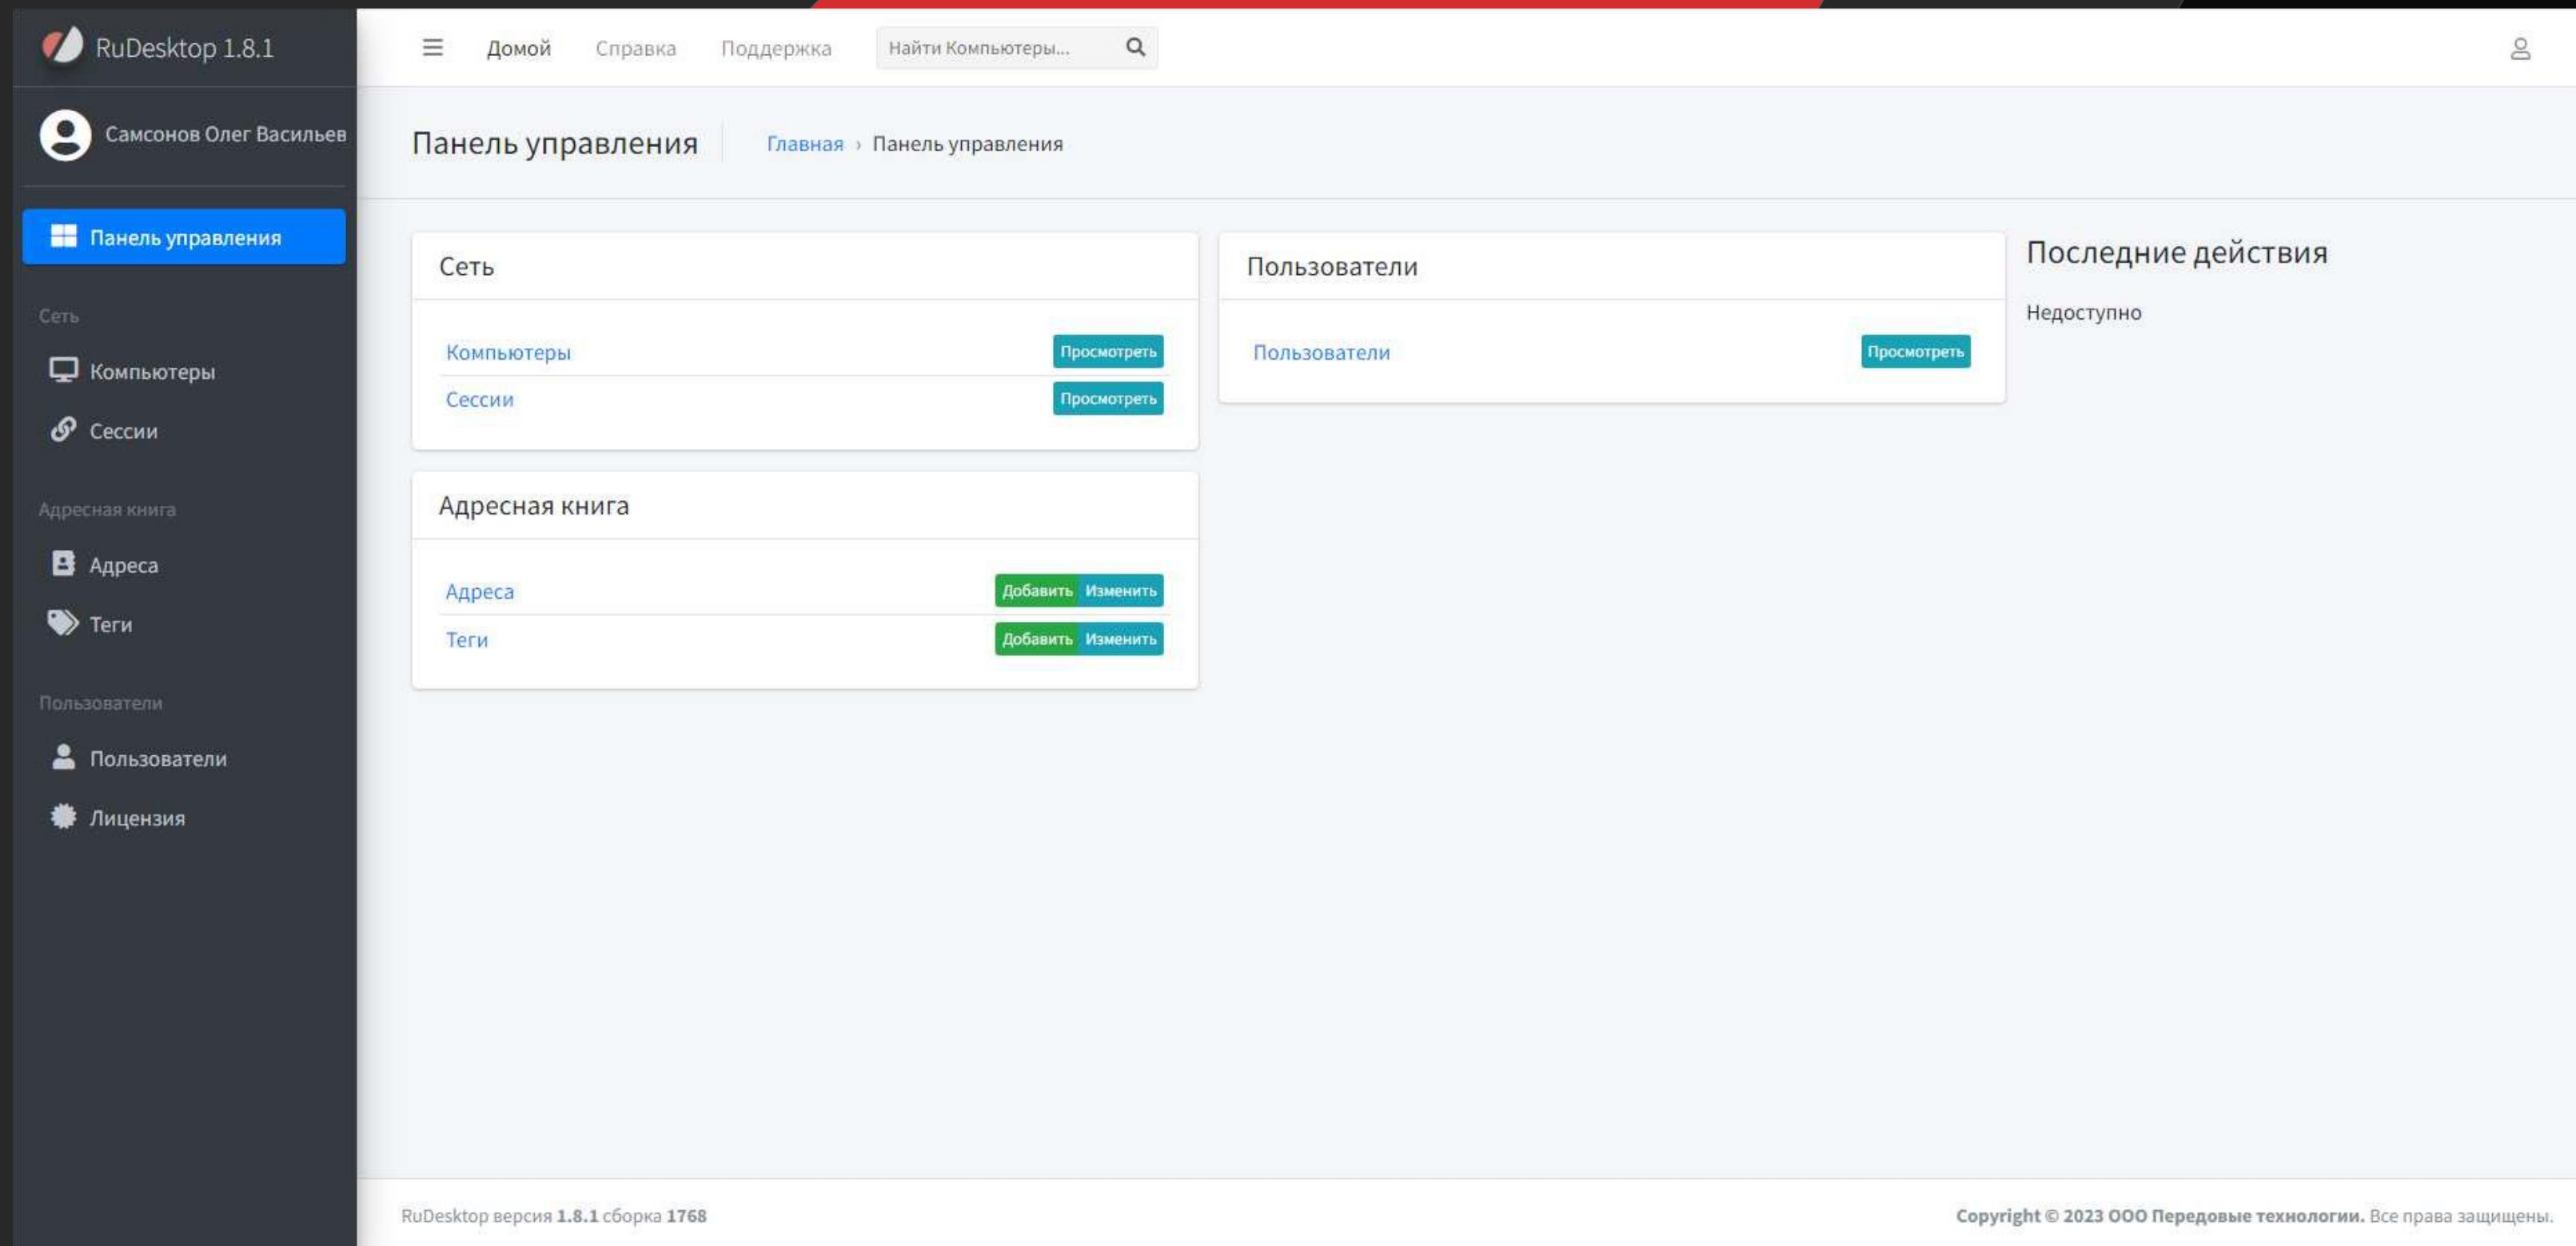 RuDesktop 1.8.1
Домой Справка Поддержка Найти Компьютеры...
Самсонов Олег Васильев
Панель управления
Сеть
Компьютеры
Сессии
Адресная книга
Адреса
Теги
Пользователи
Пользователи
Лицензия
Панель управления Главная › Панель управления
Сеть
Компьютеры Просмотреть
Сессии Просмотреть
Адресная книга
Адреса Добавить Изменить
Теги Добавить Изменить
Пользователи
Пользователи Просмотреть
Последние действия
Недоступно
RuDesktop версия 1.8.1 сборка 1768
Copyright © 2023 ООО Передовые технологии. Все права защищены.